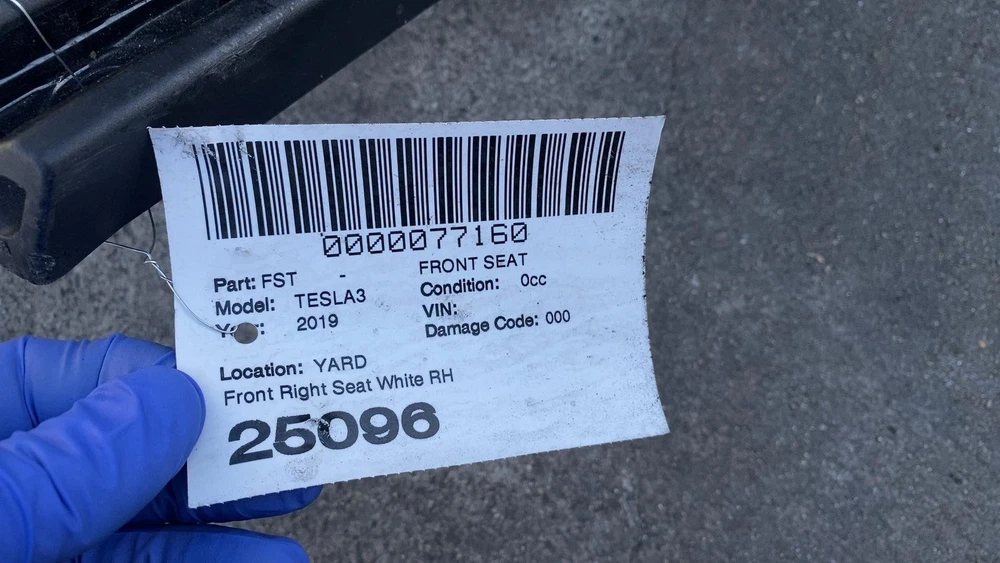 0000077160
Part: FST - FRONT SEAT
Model: TESLA3 Condition: 0cc
2019 VIN:
Damage Code: 000
Location: YARD
Front Right Seat White RH
25096